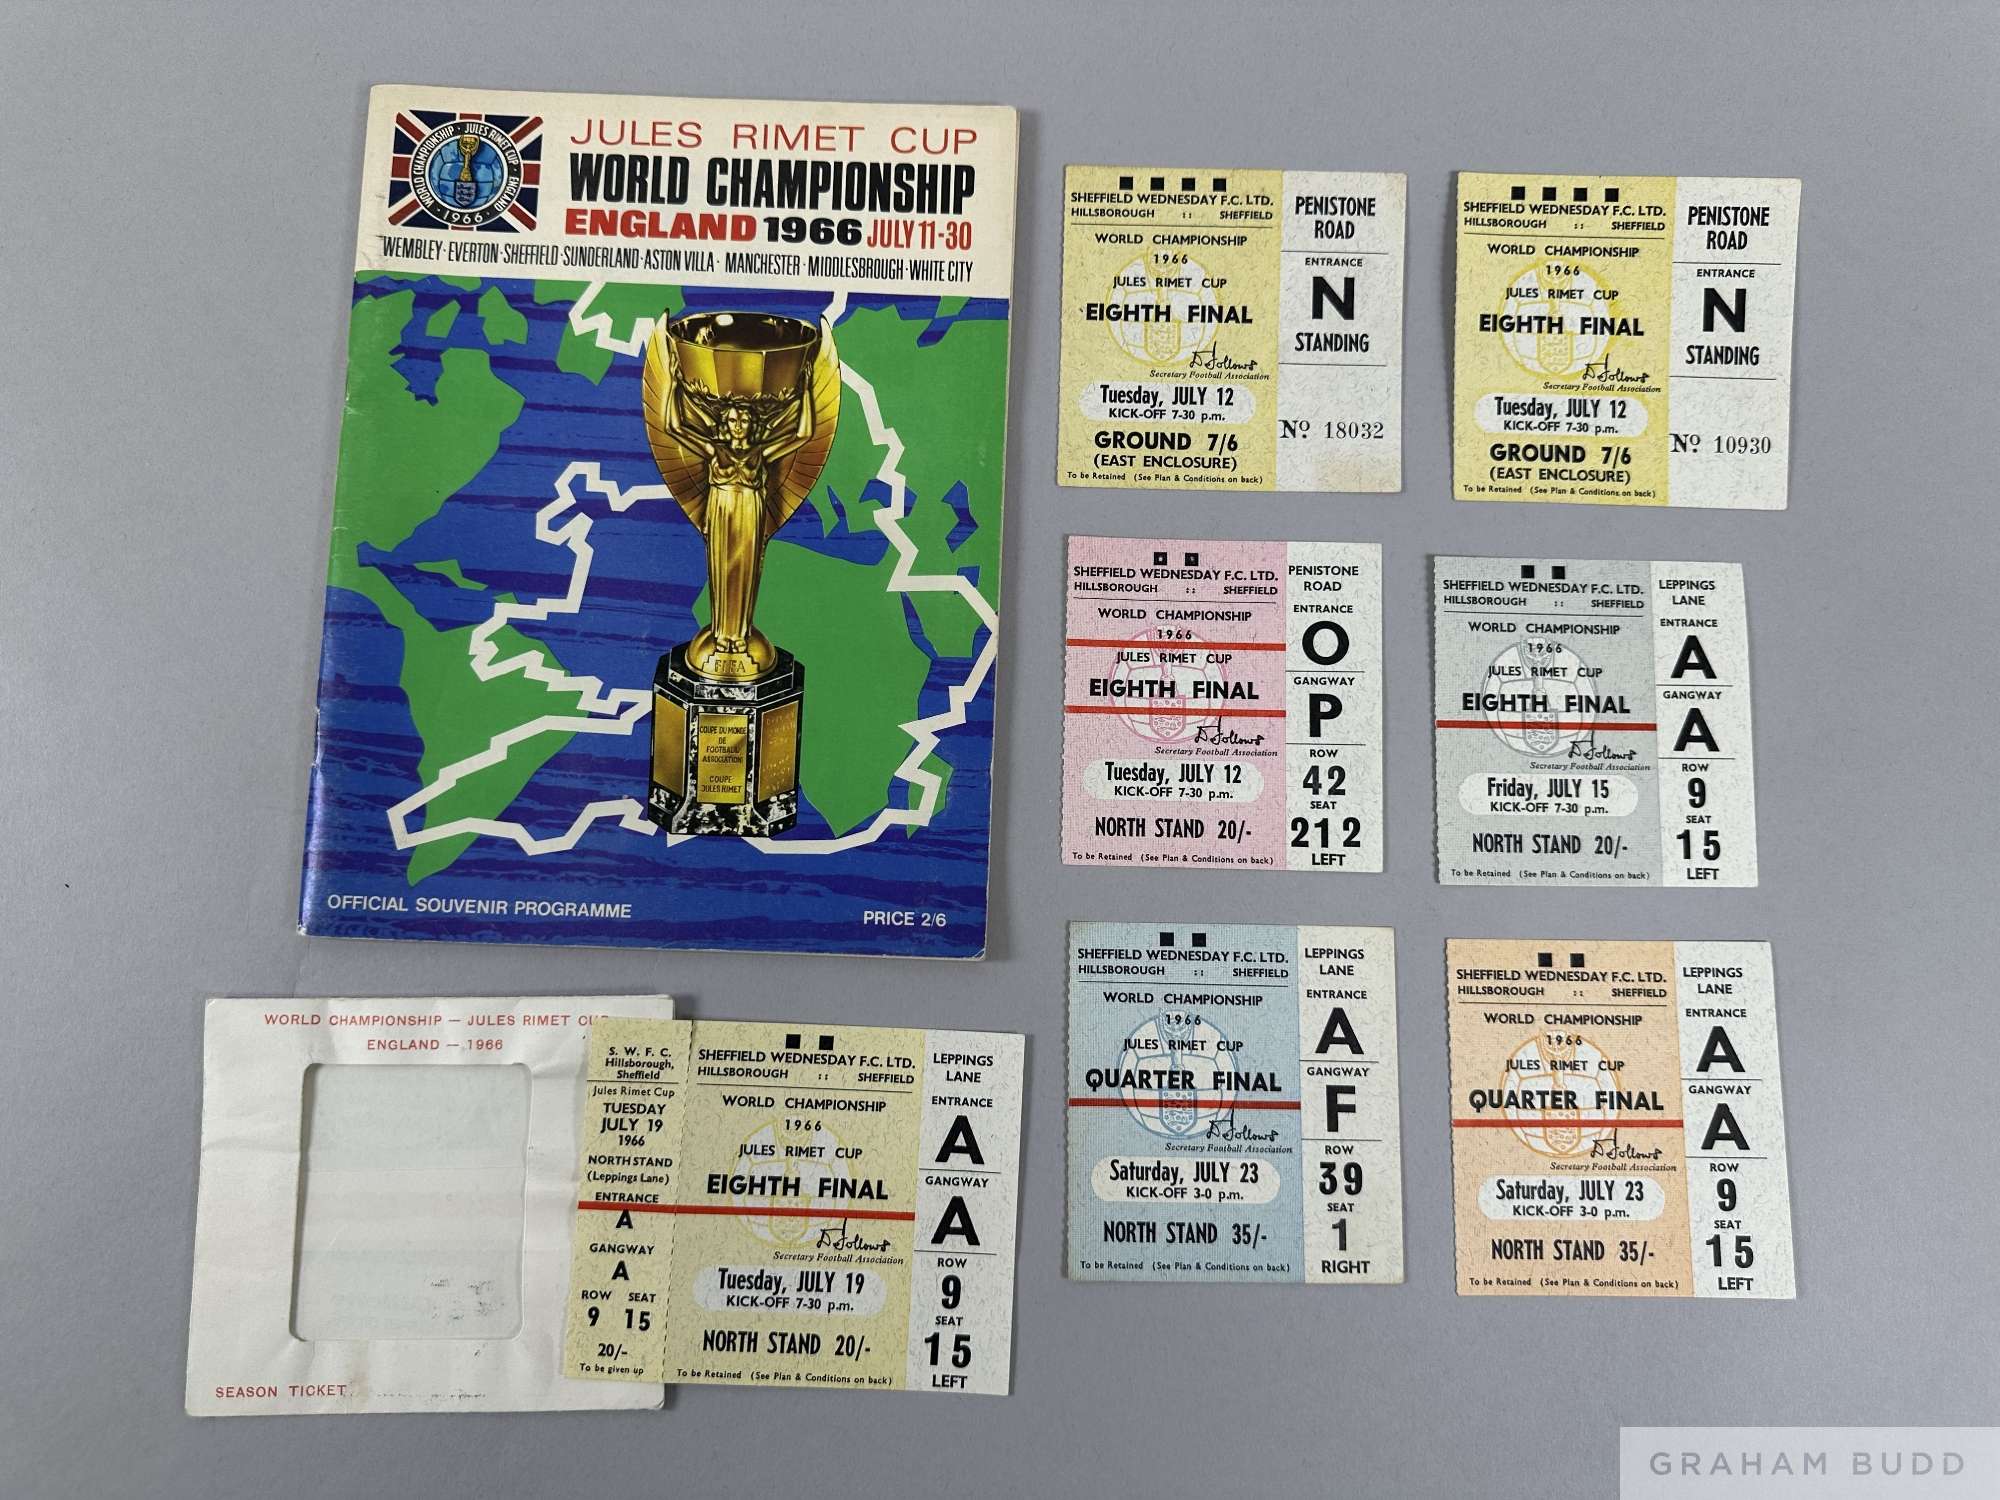 JULES RIMET CUP
WORLD CHAMPIONSHIP
ENGLAND 1966 JULY 11-30
WEMBLEY · EVERTON · SHEFFIELD · SUNDERLAND · ASTON VILLA · MANCHESTER · MIDDLESBROUGH · WHITE CITY
WORLD CHAMPIONSHIP · JULES RIMET CUP · ENGLAND
· 1966 ·
FIFA
COUPE DU MONDE
DE
FOOTBALL
ASSOCIATION
COUPE
JULES RIMET
OFFICIAL SOUVENIR PROGRAMME
PRICE 2/6
SHEFFIELD WEDNESDAY F.C. LTD.
HILLSBOROUGH :: SHEFFIELD
WORLD CHAMPIONSHIP
1966
JULES RIMET CUP
EIGHTH FINAL
D Follows
Secretary Football Association
Tuesday, JULY 12
KICK-OFF 7-30 p.m.
GROUND 7/6
(EAST ENCLOSURE)
To be Retained (See Plan & Conditions on back)
PENISTONE
ROAD
ENTRANCE
N
STANDING
No 18032
SHEFFIELD WEDNESDAY F.C. LTD.
HILLSBOROUGH :: SHEFFIELD
WORLD CHAMPIONSHIP
1966
JULES RIMET CUP
EIGHTH FINAL
D Follows
Secretary Football Association
Tuesday, JULY 12
KICK-OFF 7-30 p.m.
GROUND 7/6
(EAST ENCLOSURE)
To be Retained (See Plan & Conditions on back)
PENISTONE
ROAD
ENTRANCE
N
STANDING
No 10930
SHEFFIELD WEDNESDAY F.C. LTD.
HILLSBOROUGH :: SHEFFIELD
WORLD CHAMPIONSHIP
1966
JULES RIMET CUP
EIGHTH FINAL
D Follows
Secretary Football Association
Tuesday, JULY 12
KICK-OFF 7-30 p.m.
NORTH STAND 20/-
To be Retained (See Plan & Conditions on back)
PENISTONE
ROAD
ENTRANCE
O
GANGWAY
P
ROW
42
SEAT
212
LEFT
SHEFFIELD WEDNESDAY F.C. LTD.
HILLSBOROUGH :: SHEFFIELD
WORLD CHAMPIONSHIP
1966
JULES RIMET CUP
EIGHTH FINAL
D Follows
Secretary Football Association
Friday, JULY 15
KICK-OFF 7-30 p.m.
NORTH STAND 20/-
To be Retained (See Plan & Conditions on back)
LEPPINGS
LANE
ENTRANCE
A
GANGWAY
A
ROW
9
SEAT
15
LEFT
SHEFFIELD WEDNESDAY F.C. LTD.
HILLSBOROUGH :: SHEFFIELD
WORLD CHAMPIONSHIP
1966
JULES RIMET CUP
QUARTER FINAL
D Follows
Secretary Football Association
Saturday, JULY 23
KICK-OFF 3-0 p.m.
NORTH STAND 35/-
To be Retained (See Plan & Conditions on back)
LEPPINGS
LANE
ENTRANCE
A
GANGWAY
F
ROW
39
SEAT
1
RIGHT
SHEFFIELD WEDNESDAY F.C. LTD.
HILLSBOROUGH :: SHEFFIELD
WORLD CHAMPIONSHIP
1966
JULES RIMET CUP
QUARTER FINAL
D Follows
Secretary Football Association
Saturday, JULY 23
KICK-OFF 3-0 p.m.
NORTH STAND 35/-
To be Retained (See Plan & Conditions on back)
LEPPINGS
LANE
ENTRANCE
A
GANGWAY
A
ROW
9
SEAT
15
LEFT
WORLD CHAMPIONSHIP — JULES RIMET CUP
ENGLAND — 1966
SEASON TICKET
S. W. F. C.
Hillsborough,
Sheffield
Jules Rimet Cup
TUESDAY
JULY 19
1966
NORTH STAND
(Leppings Lane)
ENTRANCE
A
GANGWAY
A
ROW SEAT
9 15
20/-
To be given up
SHEFFIELD WEDNESDAY F.C. LTD.
HILLSBOROUGH :: SHEFFIELD
WORLD CHAMPIONSHIP
1966
JULES RIMET CUP
EIGHTH FINAL
D Follows
Secretary Football Association
Tuesday, JULY 19
KICK-OFF 7-30 p.m.
NORTH STAND 20/-
To be Retained (See Plan & Conditions on back)
LEPPINGS
LANE
ENTRANCE
A
GANGWAY
A
ROW
9
SEAT
15
LEFT
GRAHAM BUDD